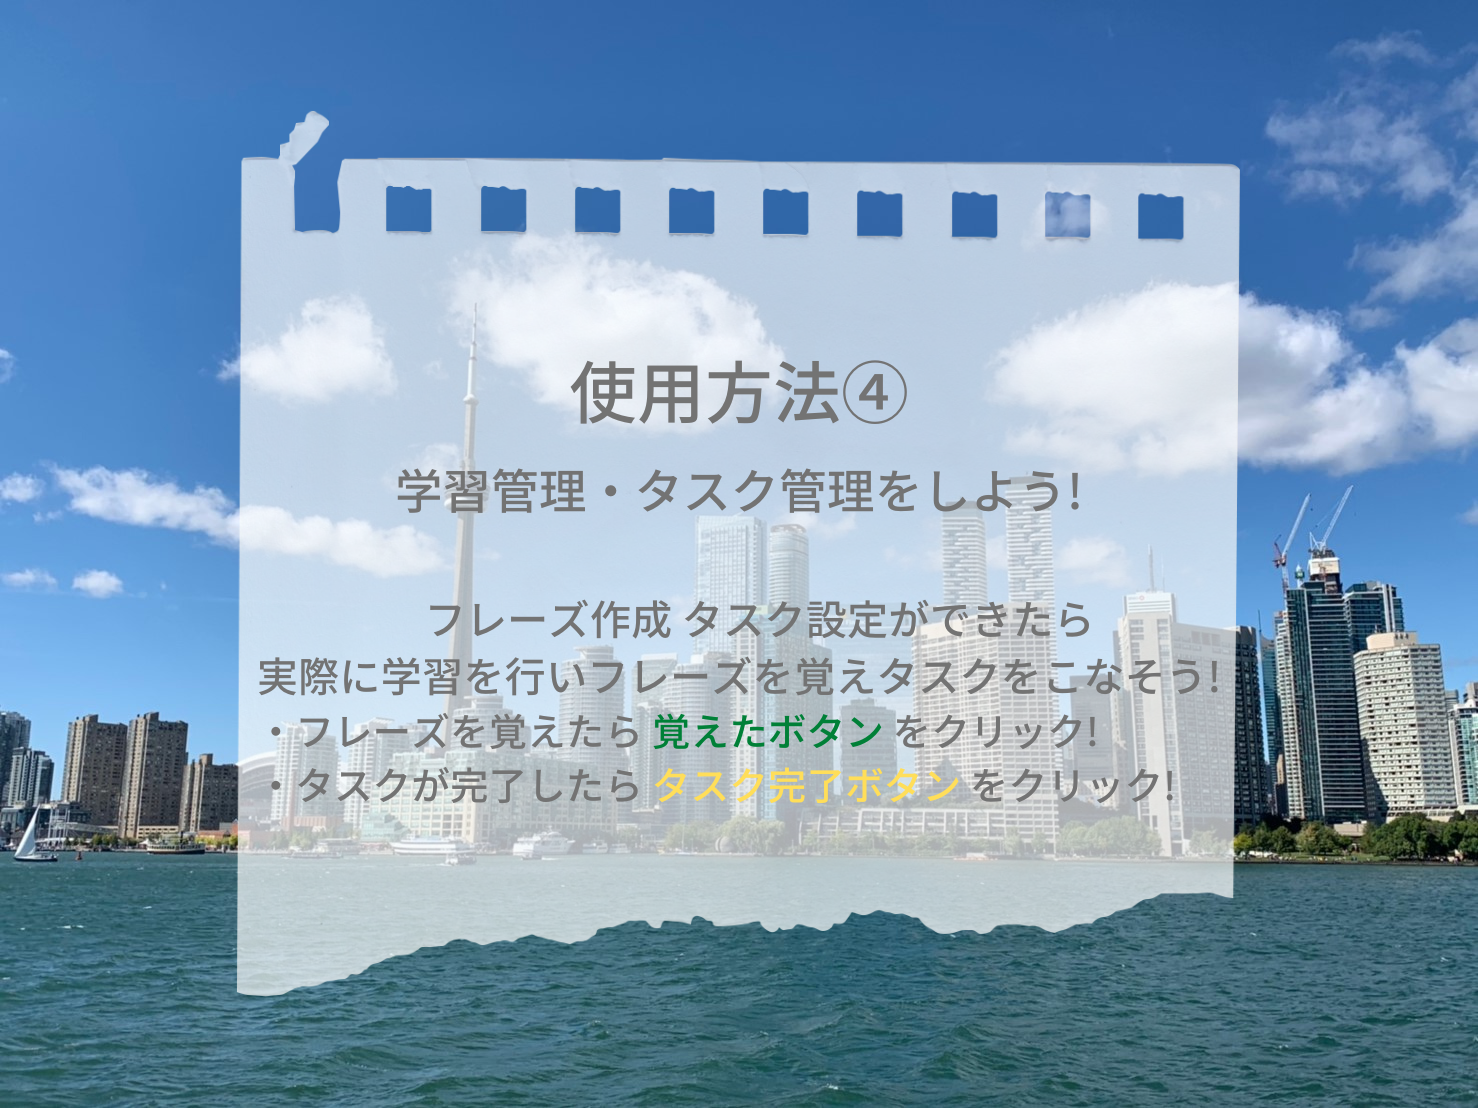 使用方法④
学習管理・タスク管理をしよう!
フレーズ作成 タスク設定ができたら
実際に学習を行いフレーズを覚えタスクをこなそう!
・フレーズを覚えたら 覚えたボタン をクリック!
・タスクが完了したら タスク完了ボタン をクリック!